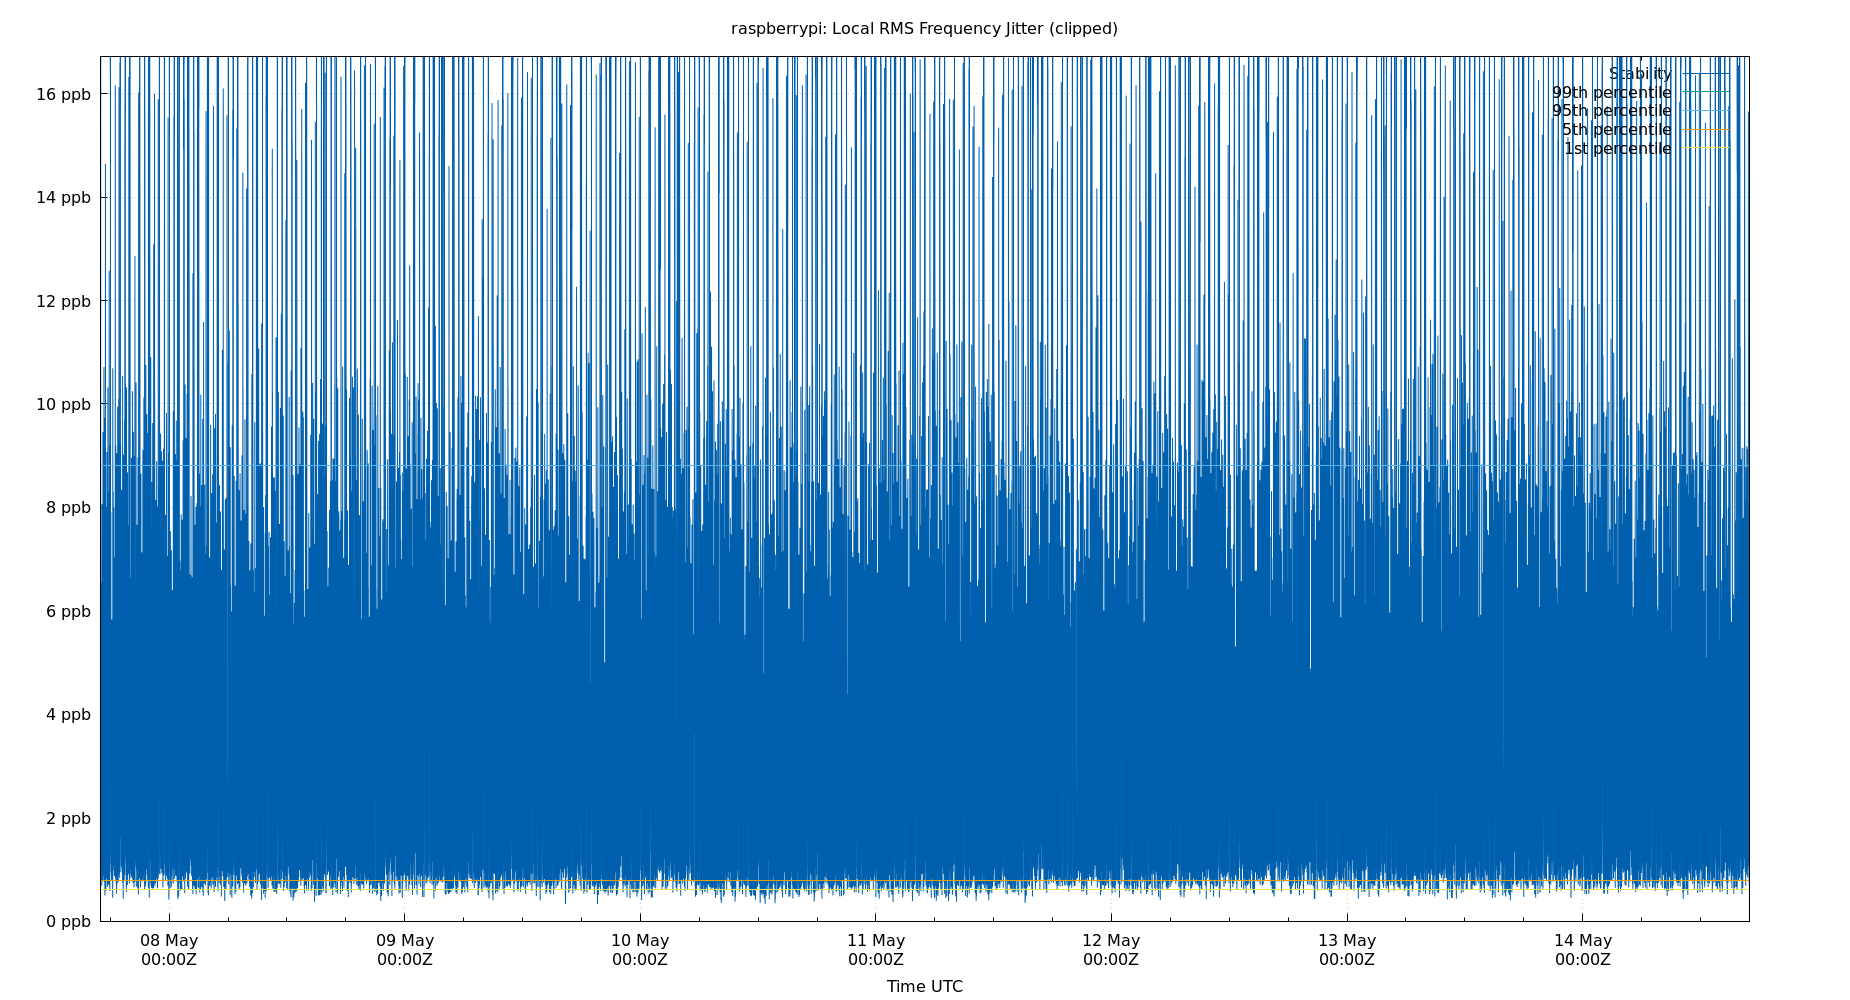 raspberrypi: Local RMS Frequency Jitter (clipped)
16 ppb
14 ppb
12 ppb
10 ppb
8 ppb
6 ppb
4 ppb
2 ppb
0 ppb
Stability
99th percentile
95th percentile
5th percentile
1st percentile
08 May
00:00Z
09 May
00:00Z
10 May
00:00Z
11 May
00:00Z
12 May
00:00Z
13 May
00:00Z
14 May
00:00Z
Time UTC